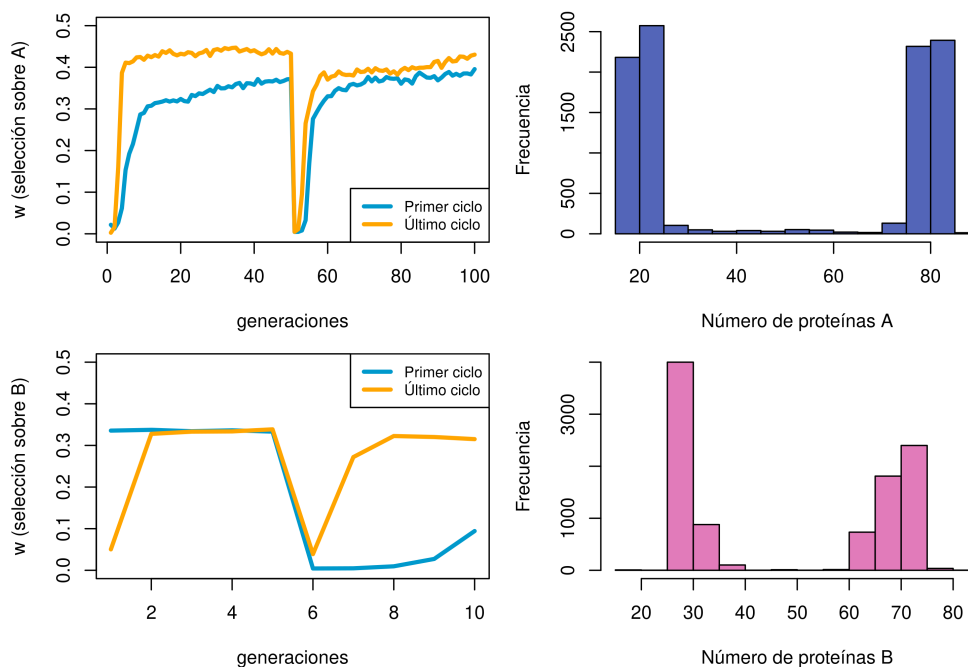 w (selección sobre A)
0.0 0.1 0.2 0.3 0.4 0.5
Primer ciclo
Último ciclo
0 20 40 60 80 100
generaciones
Frecuencia
0 500 1500 2500
20 40 60 80
Número de proteínas A
w (selección sobre B)
0.0 0.1 0.2 0.3 0.4 0.5
Primer ciclo
Último ciclo
2 4 6 8 10
generaciones
Frecuencia
0 1000 3000
20 30 40 50 60 70 80
Número de proteínas B